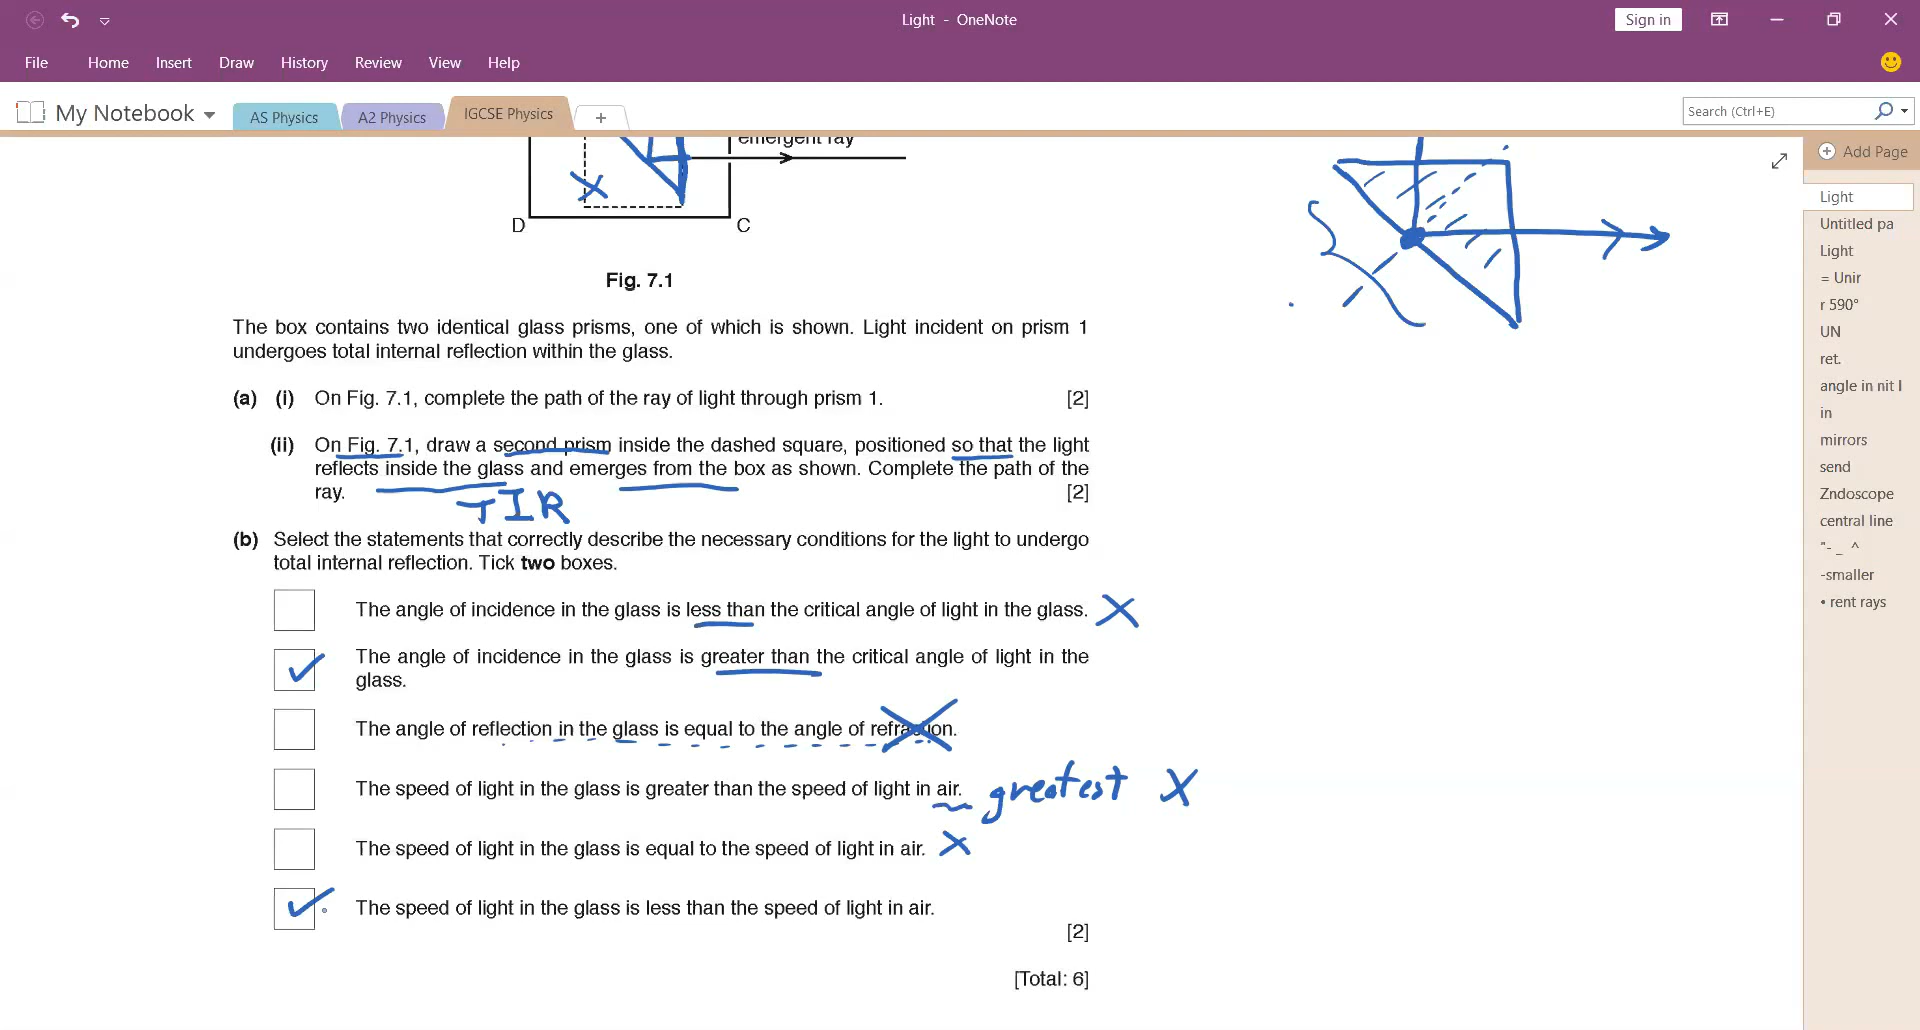 Light - OneNote
Sign in
File Home Insert Draw History Review View Help
My Notebook
AS Physics
A2 Physics
IGCSE Physics
Search (Ctrl+E)
Add Page
emergent ray
D
C
Fig. 7.1
The box contains two identical glass prisms, one of which is shown. Light incident on prism 1
undergoes total internal reflection within the glass.
(a) (i) On Fig. 7.1, complete the path of the ray of light through prism 1. [2]
(ii) On Fig. 7.1, draw a second prism inside the dashed square, positioned so that the light
reflects inside the glass and emerges from the box as shown. Complete the path of the
ray. [2]
TIR
(b) Select the statements that correctly describe the necessary conditions for the light to undergo
total internal reflection. Tick two boxes.
The angle of incidence in the glass is less than the critical angle of light in the glass.
The angle of incidence in the glass is greater than the critical angle of light in the
glass.
The angle of reflection in the glass is equal to the angle of refraction.
The speed of light in the glass is greater than the speed of light in air. greatest
The speed of light in the glass is equal to the speed of light in air.
The speed of light in the glass is less than the speed of light in air.
[2]
[Total: 6]
Light
Untitled pa
Light
= Unir
r 590°
UN
ret.
angle in nit I
in
mirrors
send
Zndoscope
central line
"- _ ^
-smaller
• rent rays